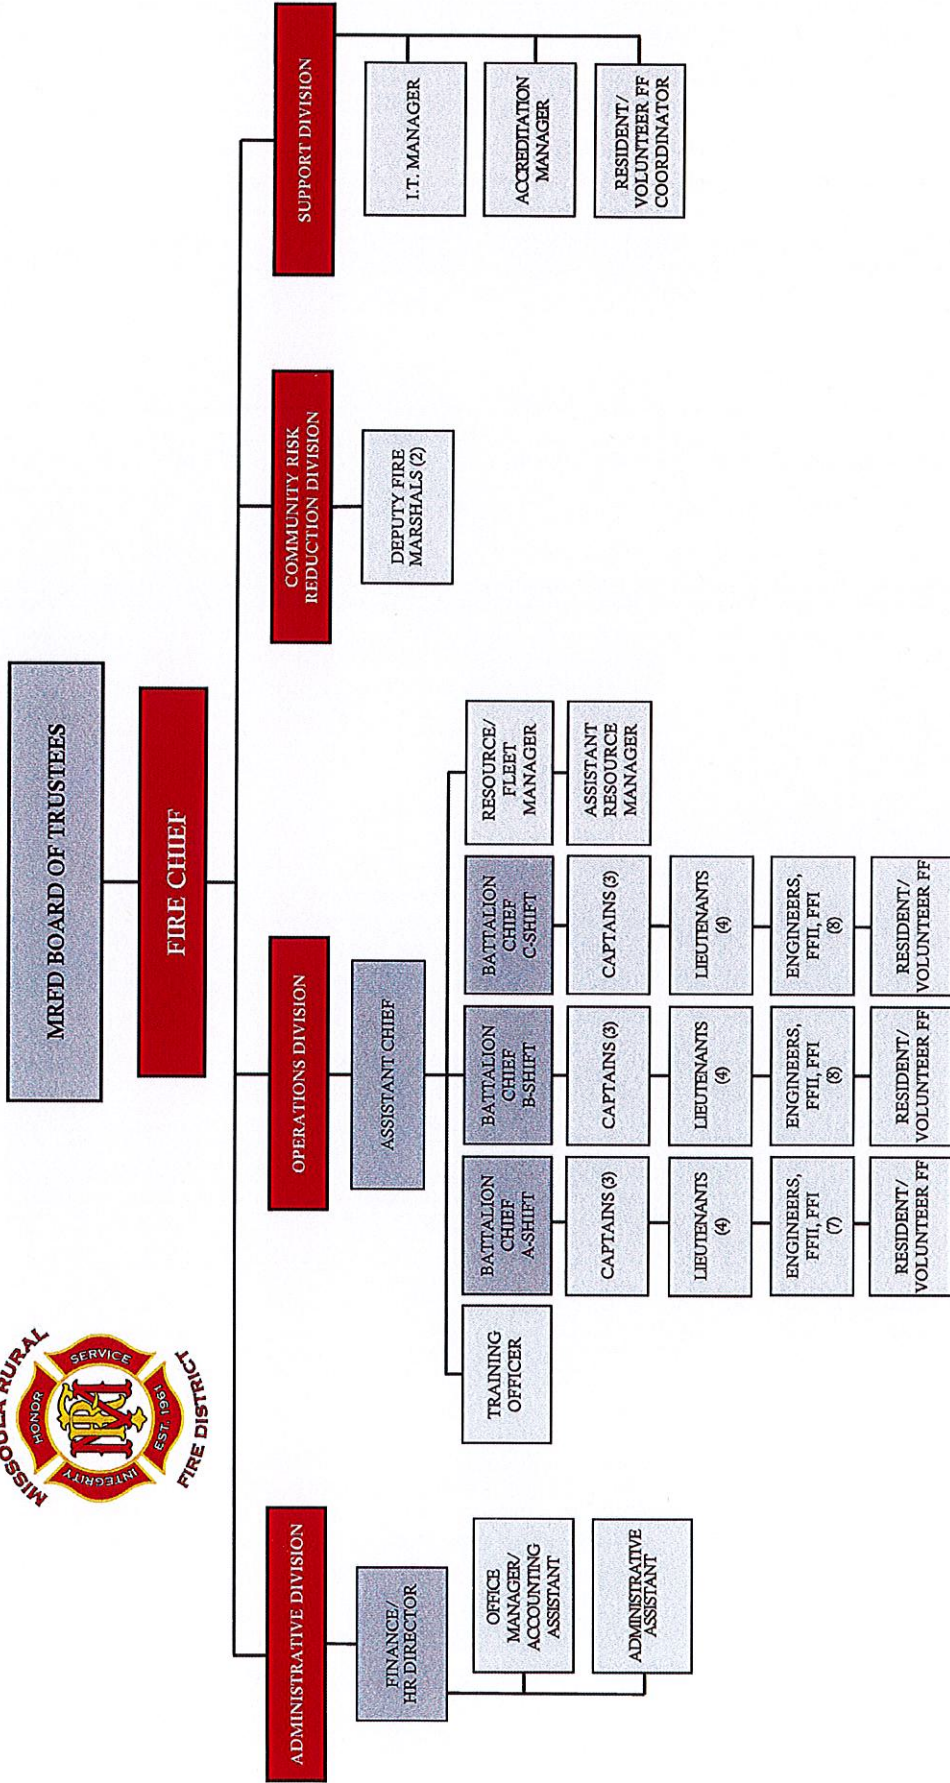 MISSOULA RURAL
HONOR
SERVICE
INTEGRITY
EST. 1961
MR
FIRE DISTRICT
MRFD BOARD OF TRUSTEES
FIRE CHIEF
ADMINISTRATIVE DIVISION
FINANCE/
HR DIRECTOR
OFFICE
MANAGER/
ACCOUNTING
ASSISTANT
ADMINISTRATIVE
ASSISTANT
OPERATIONS DIVISION
ASSISTANT CHIEF
TRAINING
OFFICER
BATTALION
CHIEF
A-SHIFT
CAPTAINS (3)
LIEUTENANTS
(4)
ENGINEERS,
FFII, FFI
(7)
RESIDENT/
VOLUNTEER FF
BATTALION
CHIEF
B-SHIFT
CAPTAINS (3)
LIEUTENANTS
(4)
ENGINEERS,
FFII, FFI
(8)
RESIDENT/
VOLUNTEER FF
BATTALION
CHIEF
C-SHIFT
CAPTAINS (3)
LIEUTENANTS
(4)
ENGINEERS,
FFII, FFI
(8)
RESIDENT/
VOLUNTEER FF
RESOURCE/
FLEET
MANAGER
ASSISTANT
RESOURCE
MANAGER
COMMUNITY RISK
REDUCTION DIVISION
DEPUTY FIRE
MARSHALS (2)
SUPPORT DIVISION
I.T. MANAGER
ACCREDITATION
MANAGER
RESIDENT/
VOLUNTEER FF
COORDINATOR